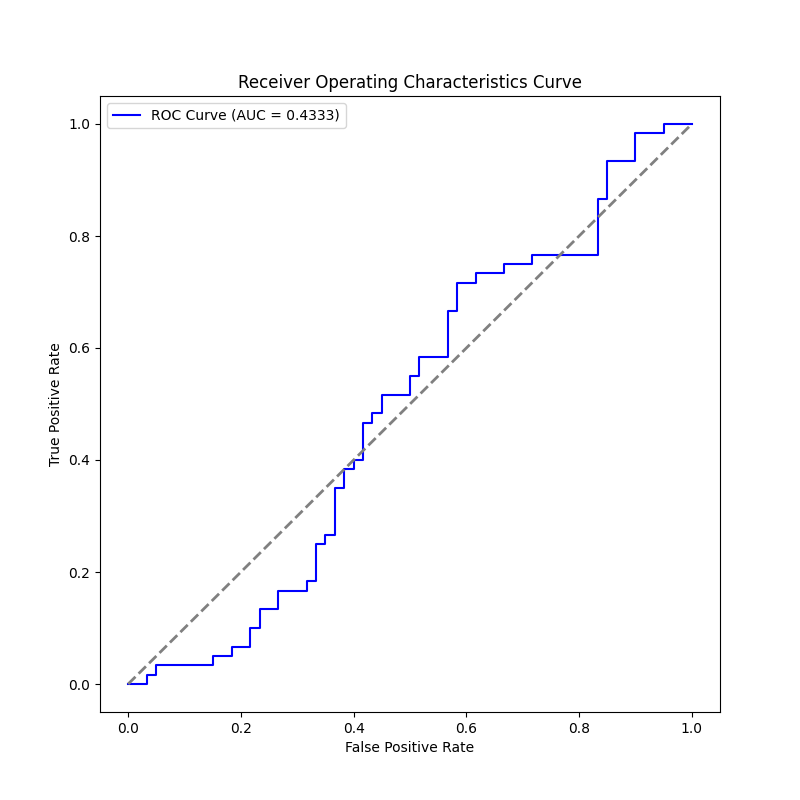 Receiver Operating Characteristics Curve
ROC Curve (AUC = 0.4333)
1.0
0.8
0.6
0.4
0.2
0.0
True Positive Rate
0.0 0.2 0.4 0.6 0.8 1.0
False Positive Rate